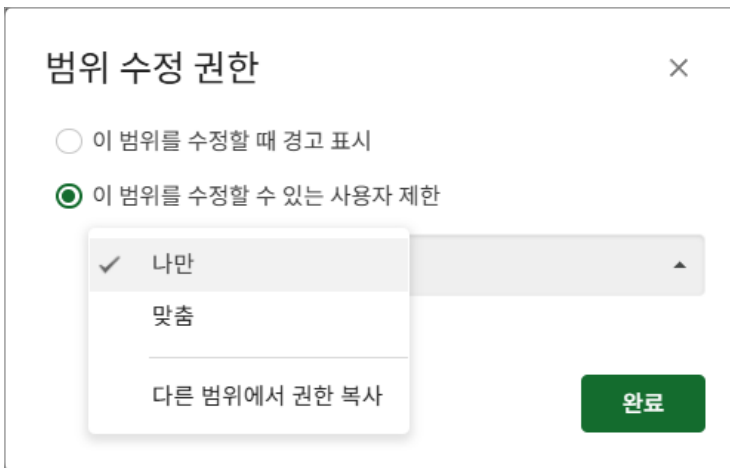 범위 수정 권한
이 범위를 수정할 때 경고 표시
이 범위를 수정할 수 있는 사용자 제한
나만
맞춤
다른 범위에서 권한 복사
완료